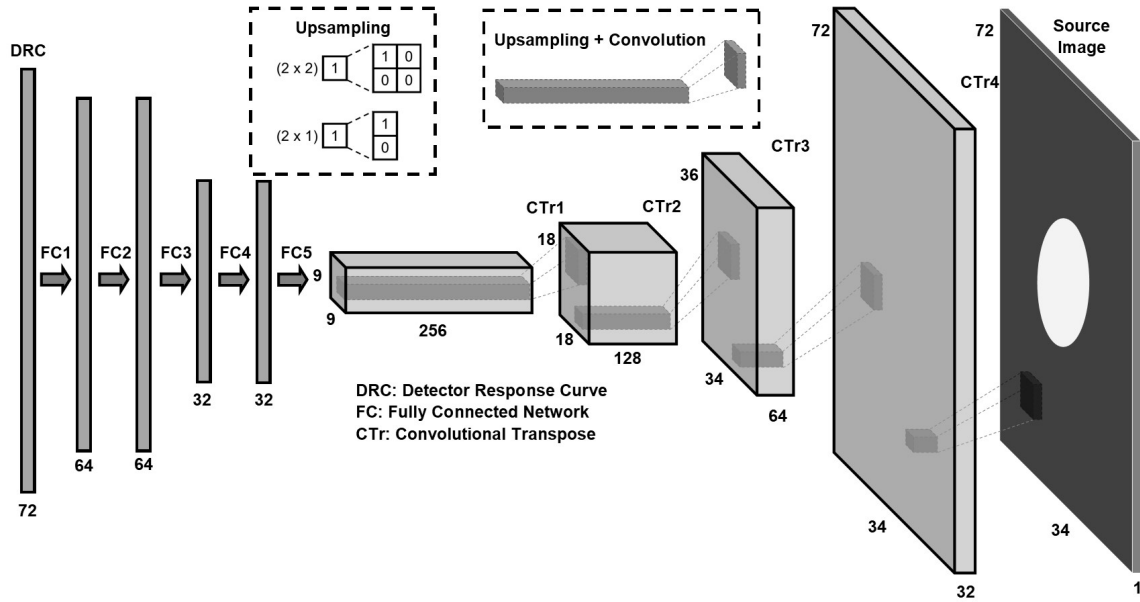 DRC
72
FC1
64
FC2
64
FC3
32
FC4
32
FC5
Upsampling
(2 x 2)
1
1 0
0 0
(2 x 1)
1
1
0
Upsampling + Convolution
9
9
256
CTr1
18
18
128
CTr2
36
34
64
CTr3
72
34
32
CTr4
72
Source
Image
34
1
DRC: Detector Response Curve
FC: Fully Connected Network
CTr: Convolutional Transpose